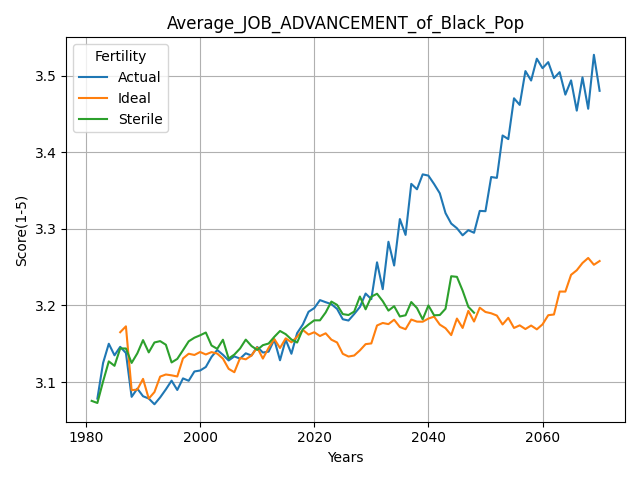 Average_JOB_ADVANCEMENT_of_Black_Pop
Fertility
Actual
Ideal
Sterile
Score(1-5)
3.5
3.4
3.3
3.2
3.1
1980 2000 2020 2040 2060
Years